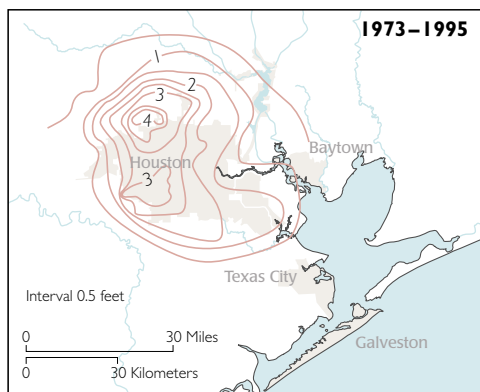 1973–1995
1
2
3
4
Houston
3
Baytown
Texas City
Interval 0.5 feet
0
30 Miles
0
30 Kilometers
Galveston